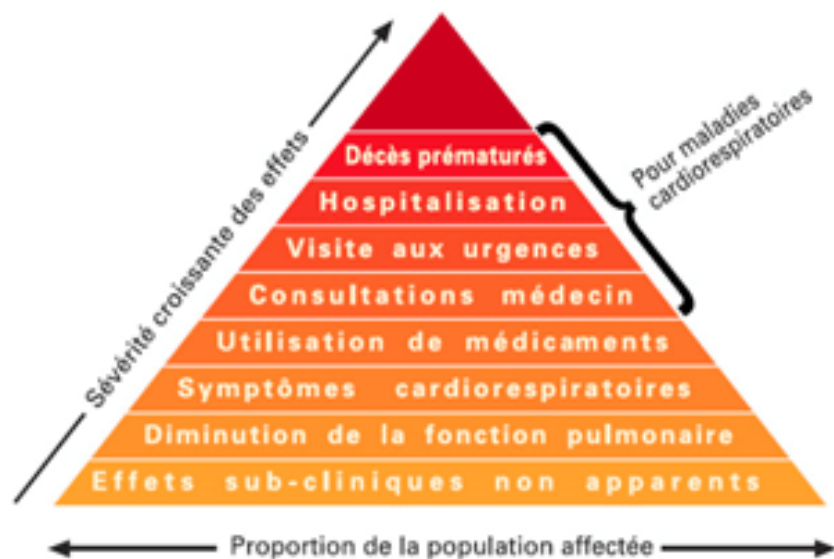 Sévérité croissante des effets
Pour maladies
cardiorespiratoires
Décès prématurés
Hospitalisation
Visite aux urgences
Consultations médecin
Utilisation de médicaments
Symptômes cardiorespiratoires
Diminution de la fonction pulmonaire
Effets sub-cliniques non apparents
Proportion de la population affectée